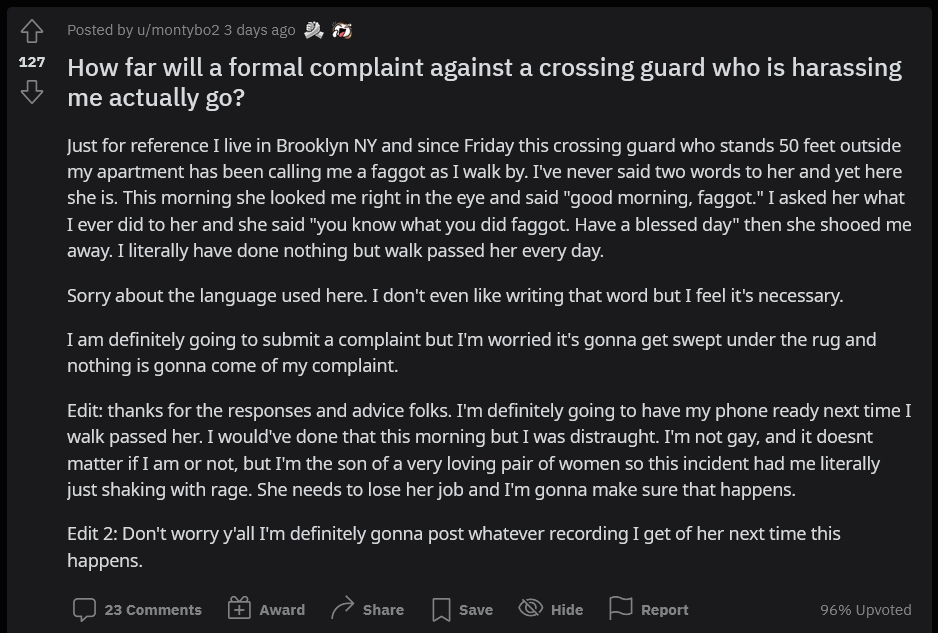 Posted by u/montybo2 3 days ago
127
How far will a formal complaint against a crossing guard who is harassing
me actually go?
Just for reference I live in Brooklyn NY and since Friday this crossing guard who stands 50 feet outside
my apartment has been calling me a faggot as I walk by. I've never said two words to her and yet here
she is. This morning she looked me right in the eye and said "good morning, faggot." I asked her what
I ever did to her and she said "you know what you did faggot. Have a blessed day" then she shooed me
away. I literally have done nothing but walk passed her every day.
Sorry about the language used here. I don't even like writing that word but I feel it's necessary.
I am definitely going to submit a complaint but I'm worried it's gonna get swept under the rug and
nothing is gonna come of my complaint.
Edit: thanks for the responses and advice folks. I'm definitely going to have my phone ready next time I
walk passed her. I would've done that this morning but I was distraught. I'm not gay, and it doesnt
matter if I am or not, but I'm the son of a very loving pair of women so this incident had me literally
just shaking with rage. She needs to lose her job and I'm gonna make sure that happens.
Edit 2: Don't worry y'all I'm definitely gonna post whatever recording I get of her next time this
happens.
23 Comments Award Share Save Hide Report 96% Upvoted